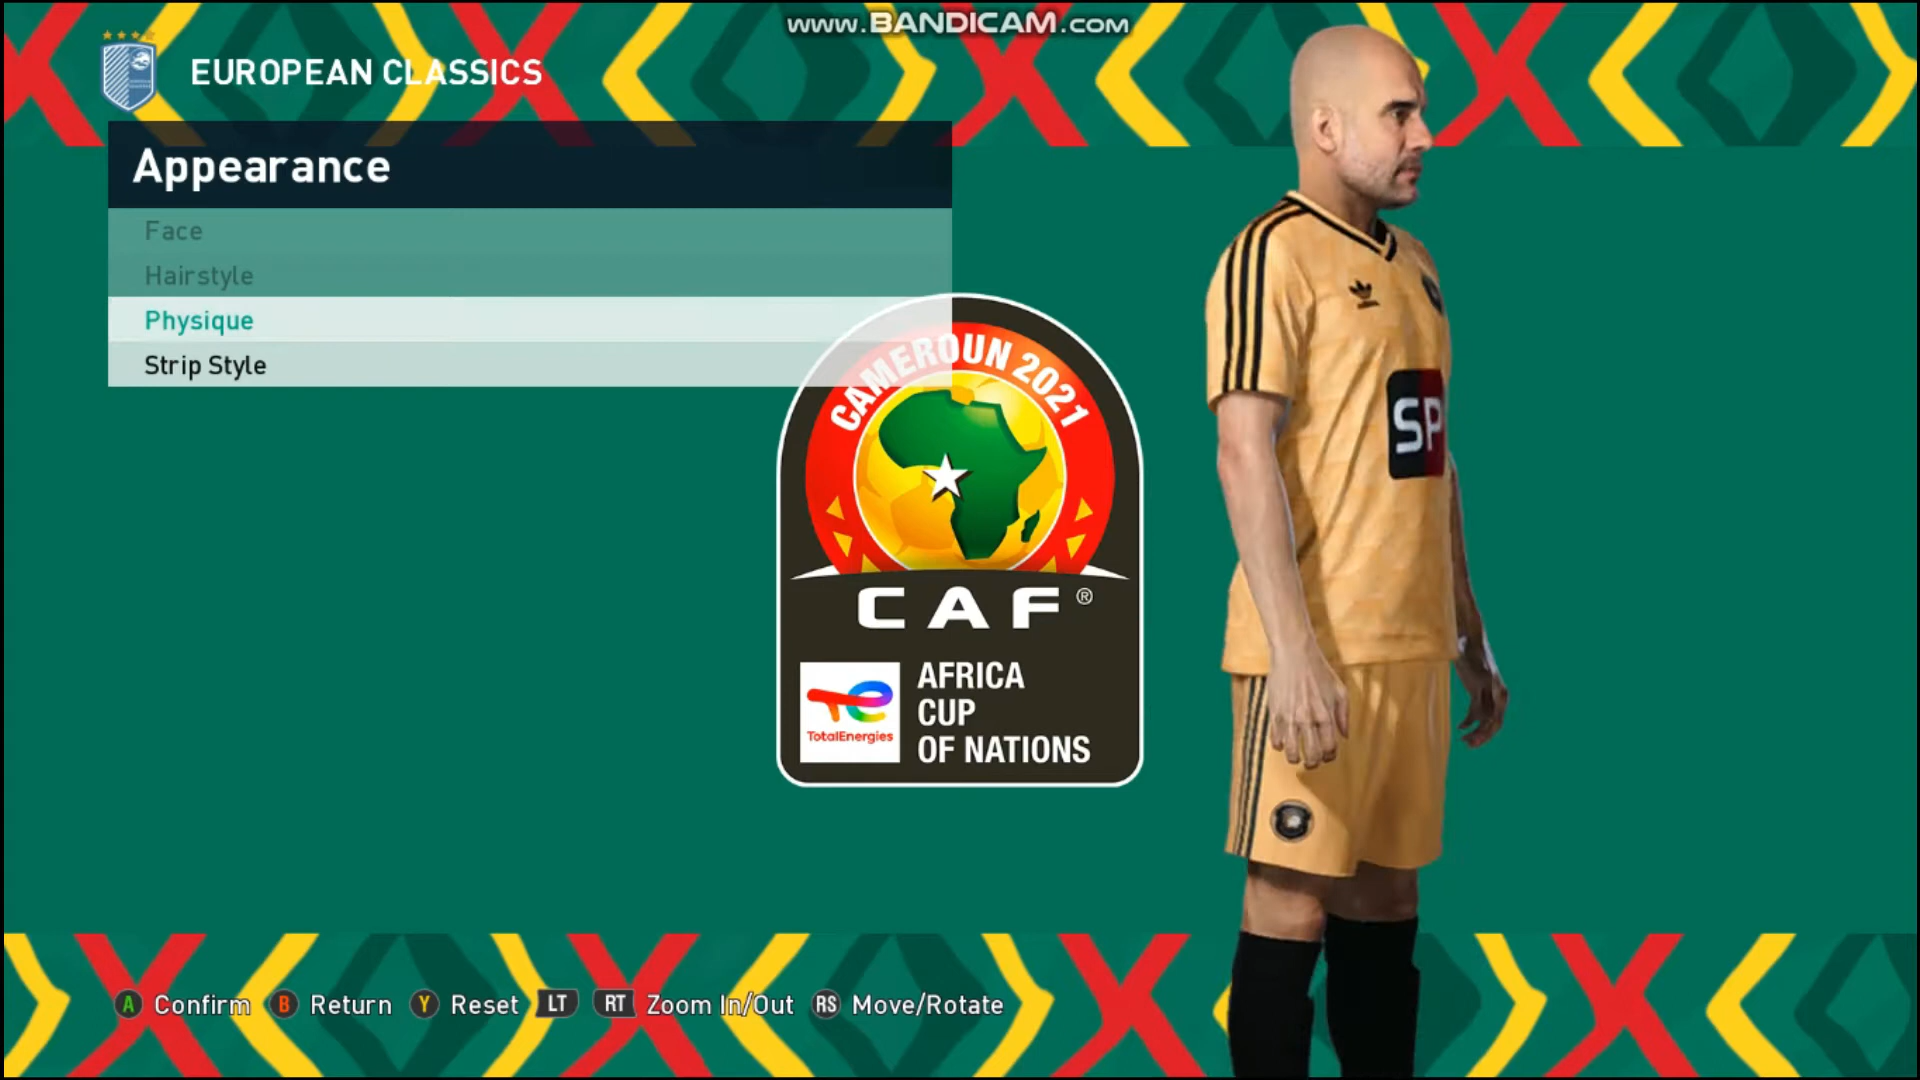 www.BANDICAM.com
EUROPEAN CLASSICS
Appearance
Face
Hairstyle
Physique
Strip Style
CAMEROUN 2021
CAF®
TotalEnergies
AFRICA
CUP
OF NATIONS
SP
A Confirm B Return Y Reset LT RT Zoom In/Out RS Move/Rotate